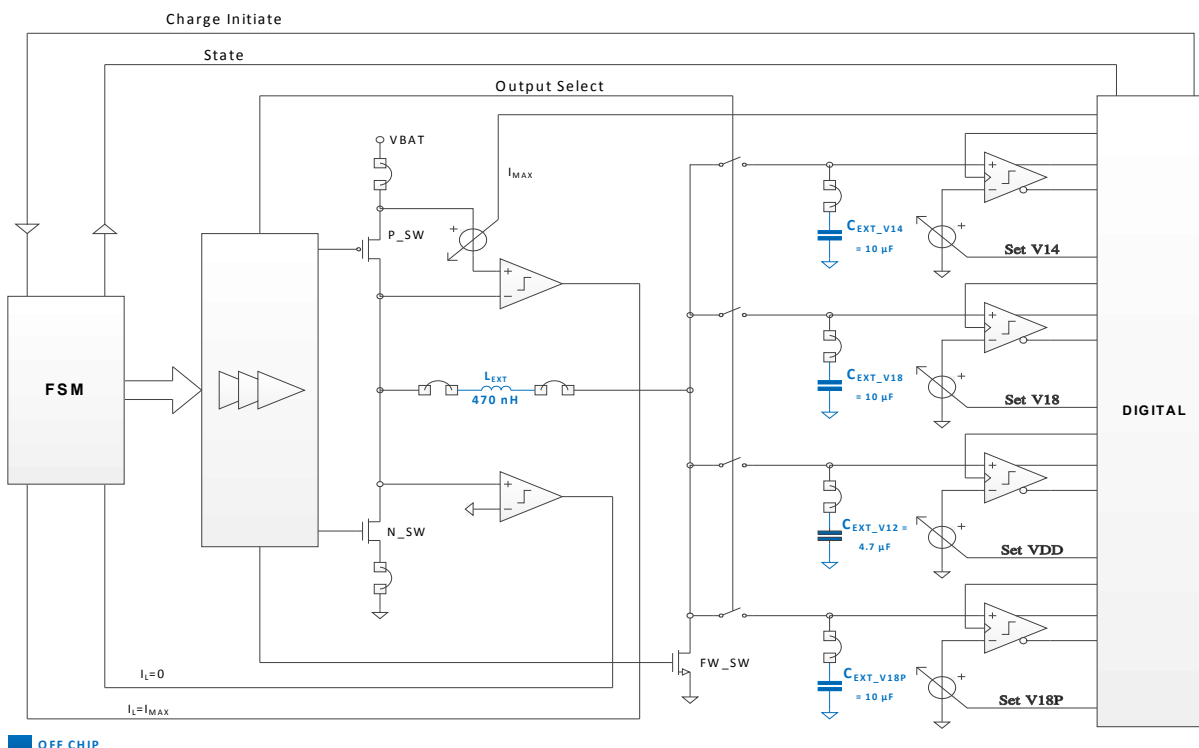 Charge Initiate
State
Output Select
VBAT
IMAX
P_SW
+
+
−
CEXT_V14
= 10 µF
+
−
+
Set V14
FSM
LEXT
470 nH
CEXT_V18
= 10 µF
+
−
+
Set V18
DIGITAL
+
−
N_SW
CEXT_V12 =
4.7 µF
+
−
+
Set VDD
FW_SW
CEXT_V18P
= 10 µF
+
−
+
Set V18P
IL=0
IL=IMAX
OFF CHIP